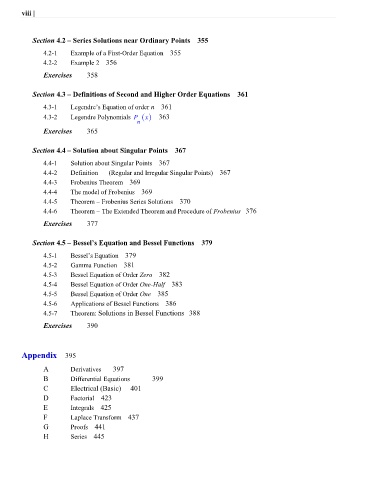 viii |
Section 4.2 – Series Solutions near Ordinary Points 355
4.2-1 Example of a First-Order Equation 355
4.2-2 Example 2 356
Exercises 358
Section 4.3 – Definitions of Second and Higher Order Equations 361
4.3-1 Legendre's Equation of order n 361
4.3-2 Legendre Polynomials Pₙ(x) 363
Exercises 365
Section 4.4 – Solution about Singular Points 367
4.4-1 Solution about Singular Points 367
4.4-2 Definition (Regular and Irregular Singular Points) 367
4.4-3 Frobenius Theorem 369
4.4-4 The model of Frobenius 369
4.4-5 Theorem – Frobenius Series Solutions 370
4.4-6 Theorem – The Extended Theorem and Procedure of Frobenius 376
Exercises 377
Section 4.5 – Bessel's Equation and Bessel Functions 379
4.5-1 Bessel's Equation 379
4.5-2 Gamma Function 381
4.5-3 Bessel Equation of Order Zero 382
4.5-4 Bessel Equation of Order One-Half 383
4.5-5 Bessel Equation of Order One 385
4.5-6 Applications of Bessel Functions 386
4.5-7 Theorem: Solutions in Bessel Functions 388
Exercises 390
Appendix 395
A Derivatives 397
B Differential Equations 399
C Electrical (Basic) 401
D Factorial 423
E Integrals 425
F Laplace Transform 437
G Proofs 441
H Series 445